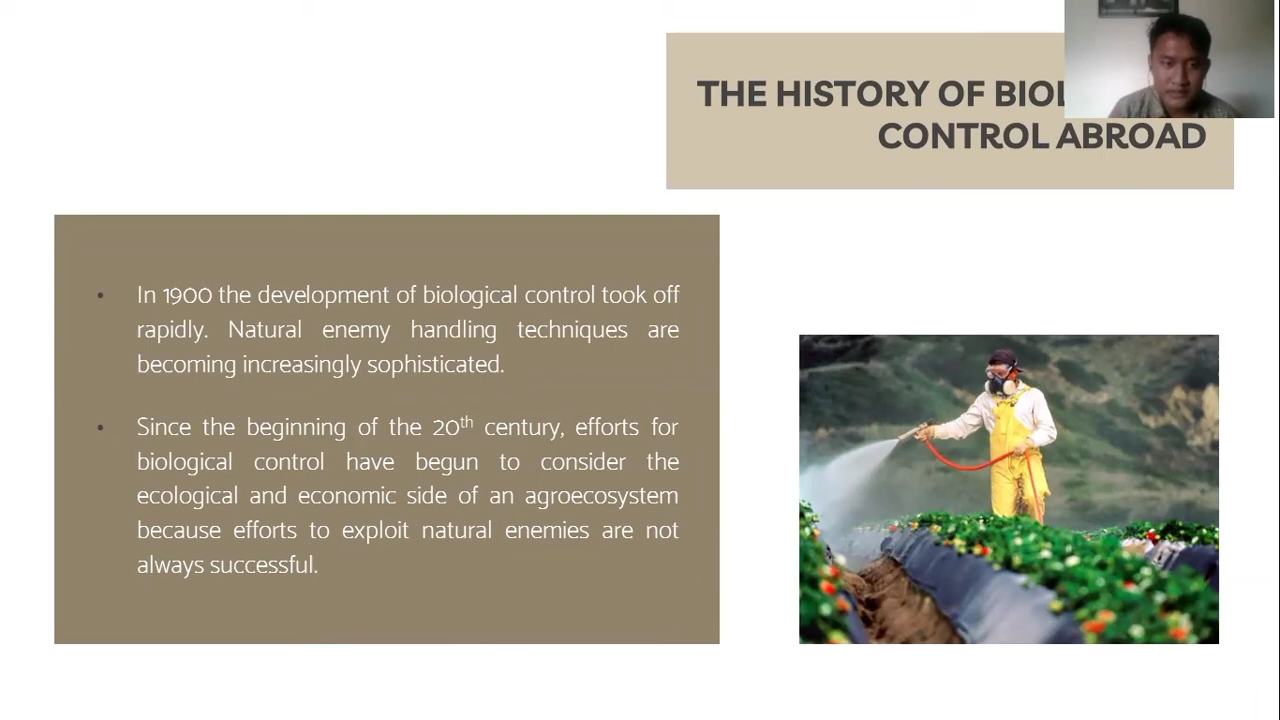 THE HISTORY OF BIOL
CONTROL ABROAD
• In 1900 the development of biological control took off
rapidly. Natural enemy handling techniques are
becoming increasingly sophisticated.
• Since the beginning of the 20th century, efforts for
biological control have begun to consider the
ecological and economic side of an agroecosystem
because efforts to exploit natural enemies are not
always successful.